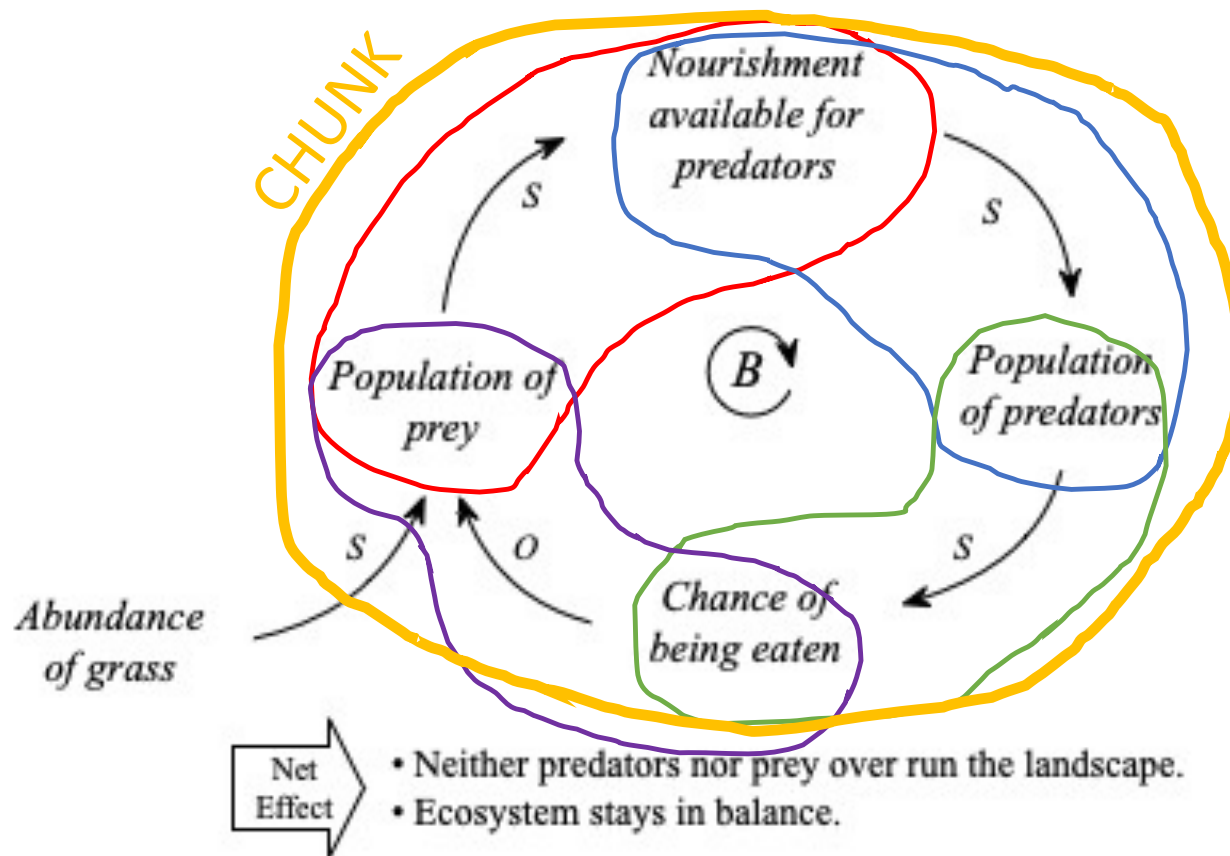 CHUNK
Nourishment
available for
predators
S
S
Population of
prey
B
Population
of predators
S
O
S
Abundance
of grass
Chance of
being eaten
Net
Effect
• Neither predators nor prey over run the landscape.
• Ecosystem stays in balance.